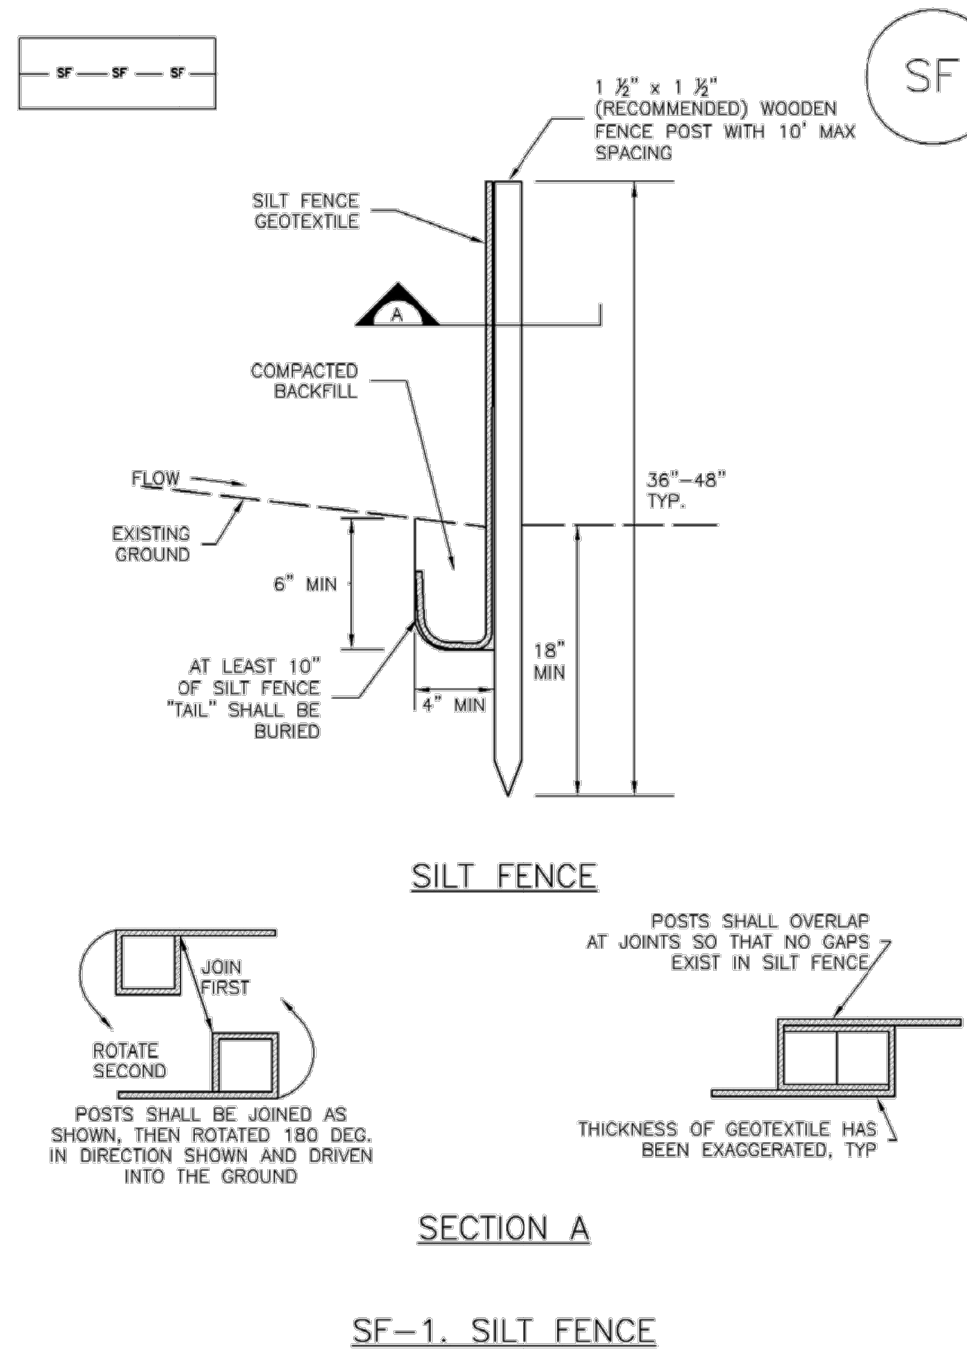 SF SF SF
SF
1 ½" x 1 ½"
(RECOMMENDED) WOODEN
FENCE POST WITH 10' MAX
SPACING
SILT FENCE
GEOTEXTILE
A
COMPACTED
BACKFILL
FLOW
36"-48"
TYP.
EXISTING
GROUND
6" MIN
18"
MIN
AT LEAST 10"
OF SILT FENCE
"TAIL" SHALL BE
BURIED
4" MIN
SILT FENCE
JOIN
FIRST
ROTATE
SECOND
POSTS SHALL BE JOINED AS
SHOWN, THEN ROTATED 180 DEG.
IN DIRECTION SHOWN AND DRIVEN
INTO THE GROUND
POSTS SHALL OVERLAP
AT JOINTS SO THAT NO GAPS
EXIST IN SILT FENCE
THICKNESS OF GEOTEXTILE HAS
BEEN EXAGGERATED, TYP
SECTION A
SF-1. SILT FENCE